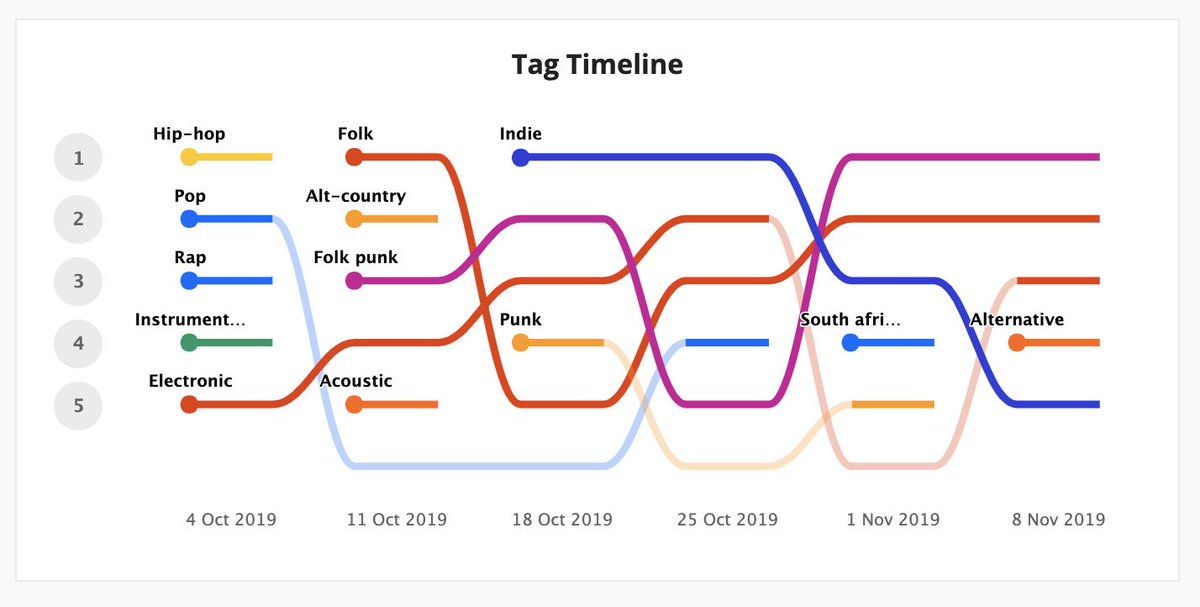 Tag Timeline
Hip-hop Folk Indie
1
Pop Alt-country
2
Rap Folk punk
3
Instrument... Punk South afri... Alternative
4
Electronic Acoustic
5
4 Oct 2019 11 Oct 2019 18 Oct 2019 25 Oct 2019 1 Nov 2019 8 Nov 2019